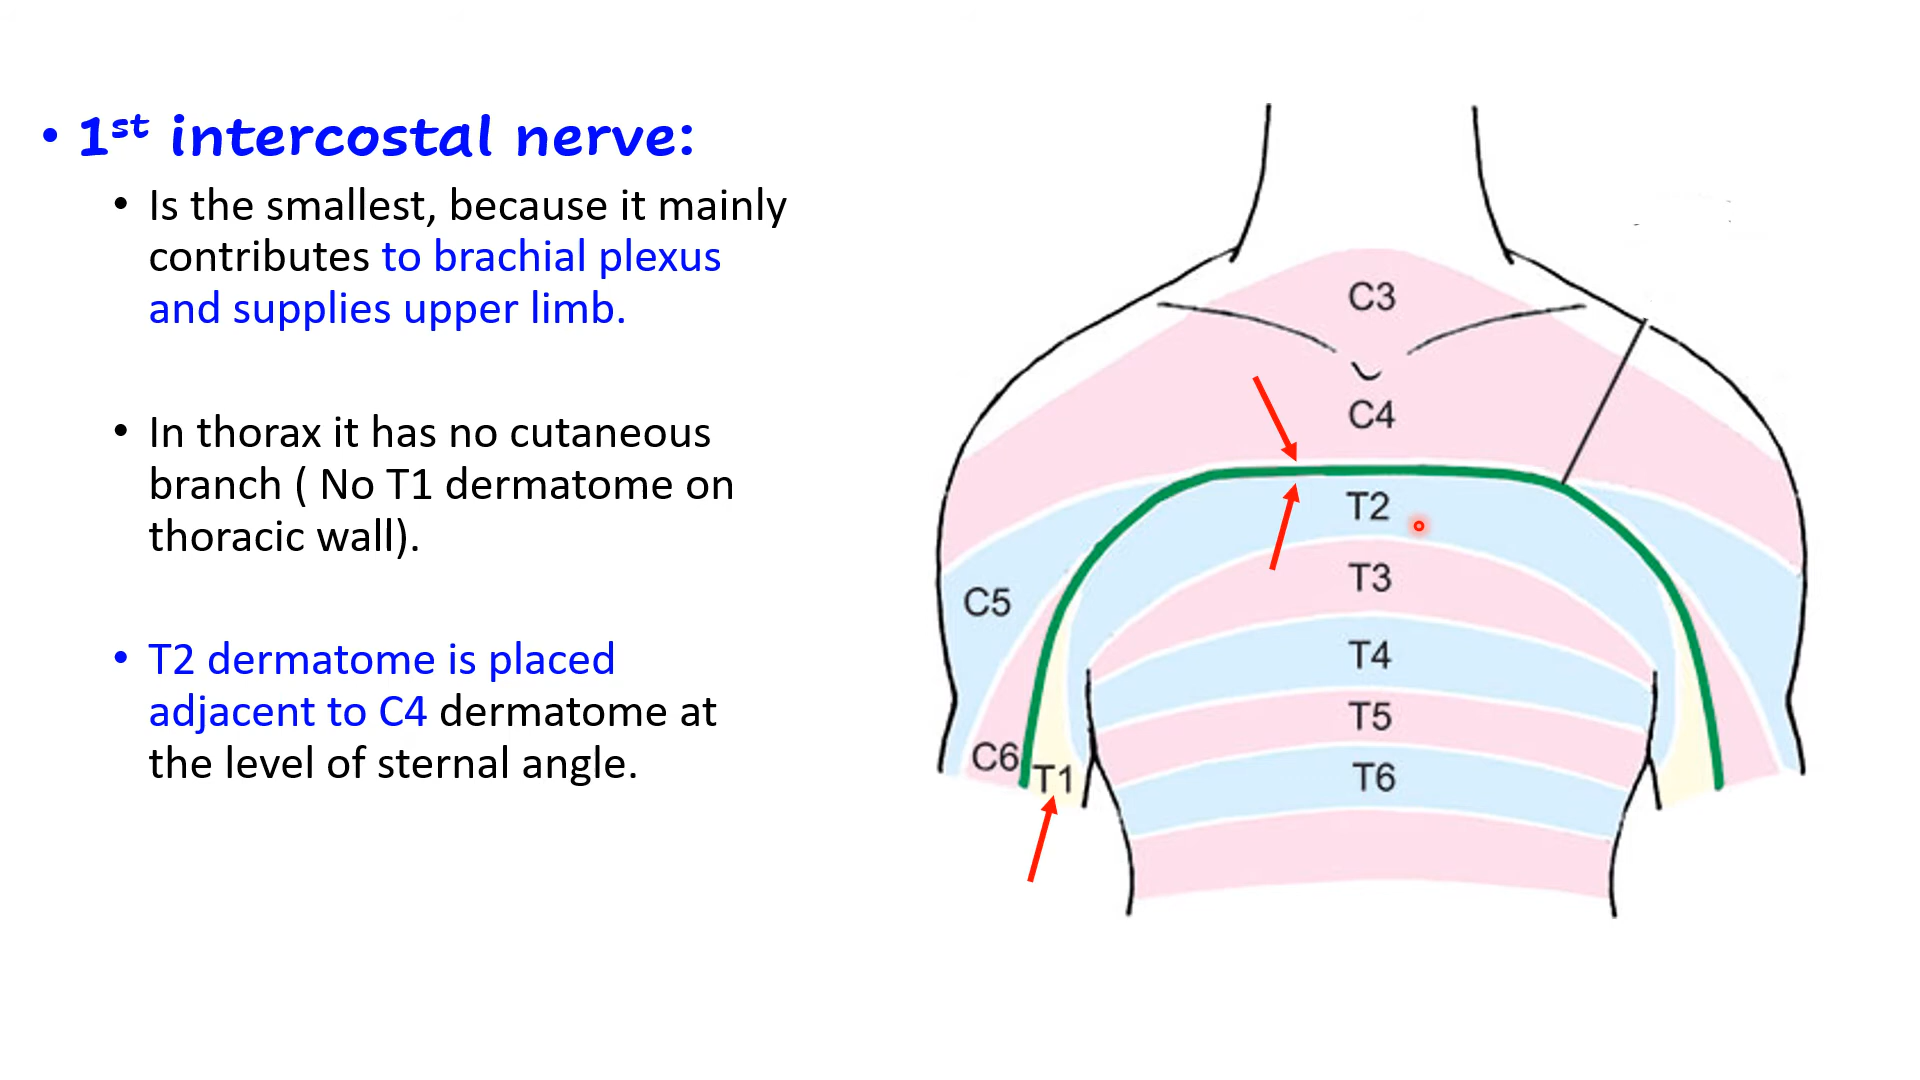 • 1st intercostal nerve:
• Is the smallest, because it mainly
contributes to brachial plexus
and supplies upper limb.
• In thorax it has no cutaneous
branch ( No T1 dermatome on
thoracic wall).
• T2 dermatome is placed
adjacent to C4 dermatome at
the level of sternal angle.
C3
C4
T2
T3
C5
T4
T5
C6
T1
T6